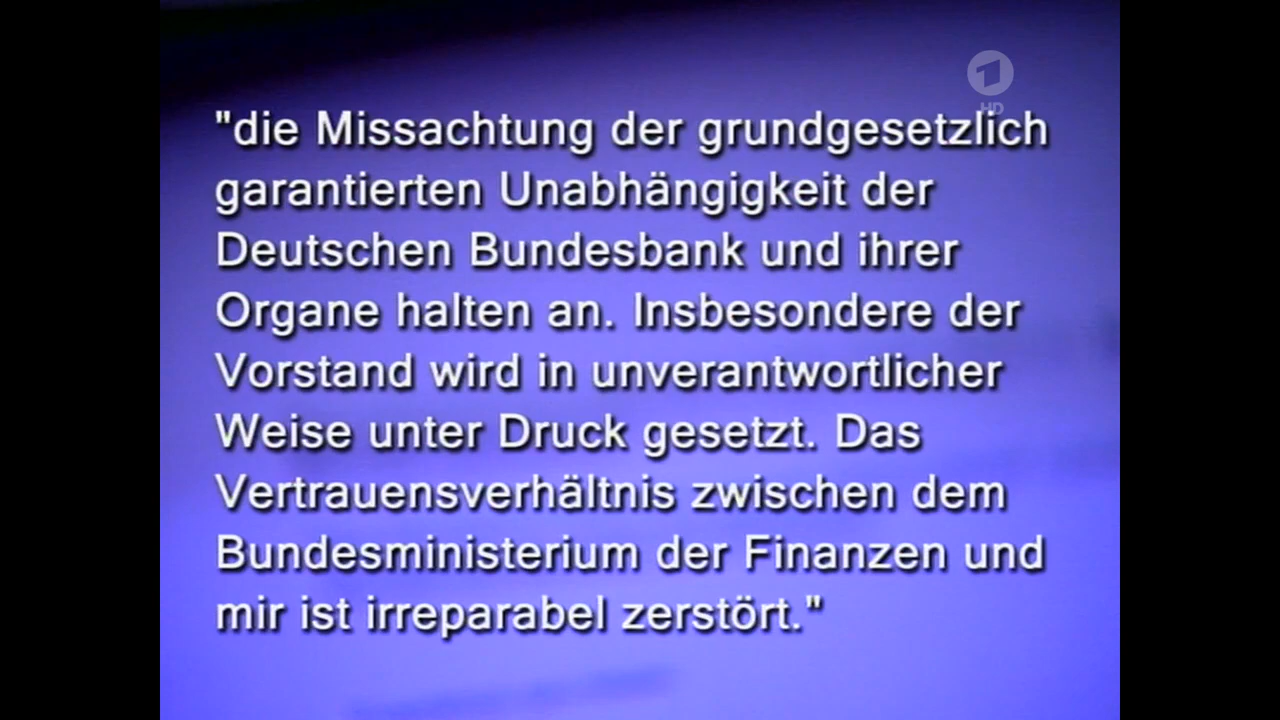 HD
"die Missachtung der grundgesetzlich
garantierten Unabhängigkeit der
Deutschen Bundesbank und ihrer
Organe halten an. Insbesondere der
Vorstand wird in unverantwortlicher
Weise unter Druck gesetzt. Das
Vertrauensverhältnis zwischen dem
Bundesministerium der Finanzen und
mir ist irreparabel zerstört."